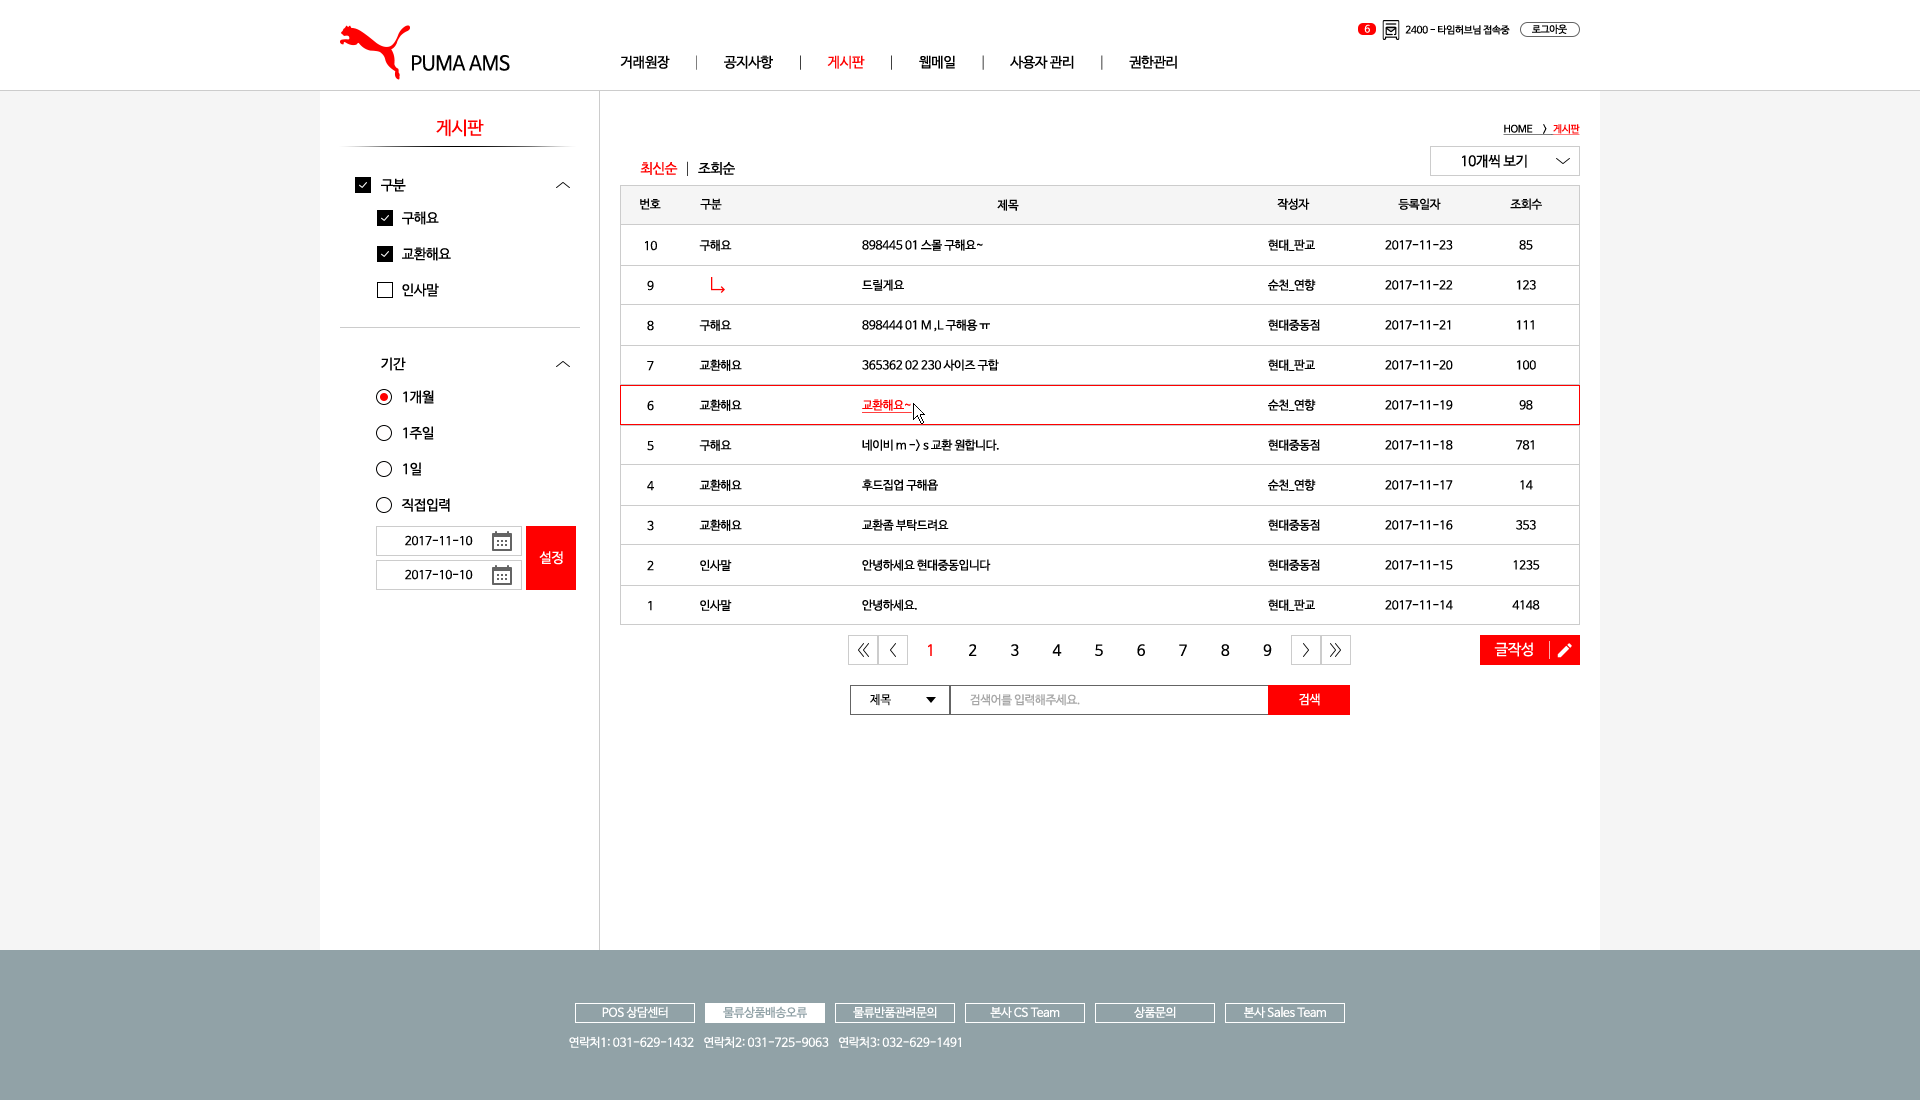 PUMA AMS
6 2400 - 타임허브님 접속중 로그아웃
거래원장 | 공지사항 | 게시판 | 웹메일 | 사용자 관리 | 권한관리
게시판
구분
구해요
교환해요
인사말
기간
1개월
1주일
1일
직접입력
2017-11-10
2017-10-10
설정
HOME > 게시판
최신순 | 조회순
10개씩 보기
번호 구분 제목 작성자 등록일자 조회수
10 구해요 898445 01 스몰 구해요~ 현대_판교 2017-11-23 85
9 드릴게요 순천_연향 2017-11-22 123
8 구해요 898444 01 M ,L 구해용 ㅠ 현대중동점 2017-11-21 111
7 교환해요 365362 02 230 사이즈 구합 현대_판교 2017-11-20 100
6 교환해요 교환해요~ 순천_연향 2017-11-19 98
5 구해요 네이비 m -> s 교환 원합니다. 현대중동점 2017-11-18 781
4 교환해요 후드집업 구해욥 순천_연향 2017-11-17 14
3 교환해요 교환좀 부탁드려요 현대중동점 2017-11-16 353
2 인사말 안녕하세요 현대중동입니다 현대중동점 2017-11-15 1235
1 인사말 안녕하세요. 현대_판교 2017-11-14 4148
1 2 3 4 5 6 7 8 9
글작성
제목 검색어를 입력해주세요. 검색
POS 상담센터 물류상품배송오류 물류반품관려문의 본사 CS Team 상품문의 본사 Sales Team
연락처1: 031-629-1432 연락처2: 031-725-9063 연락처3: 032-629-1491